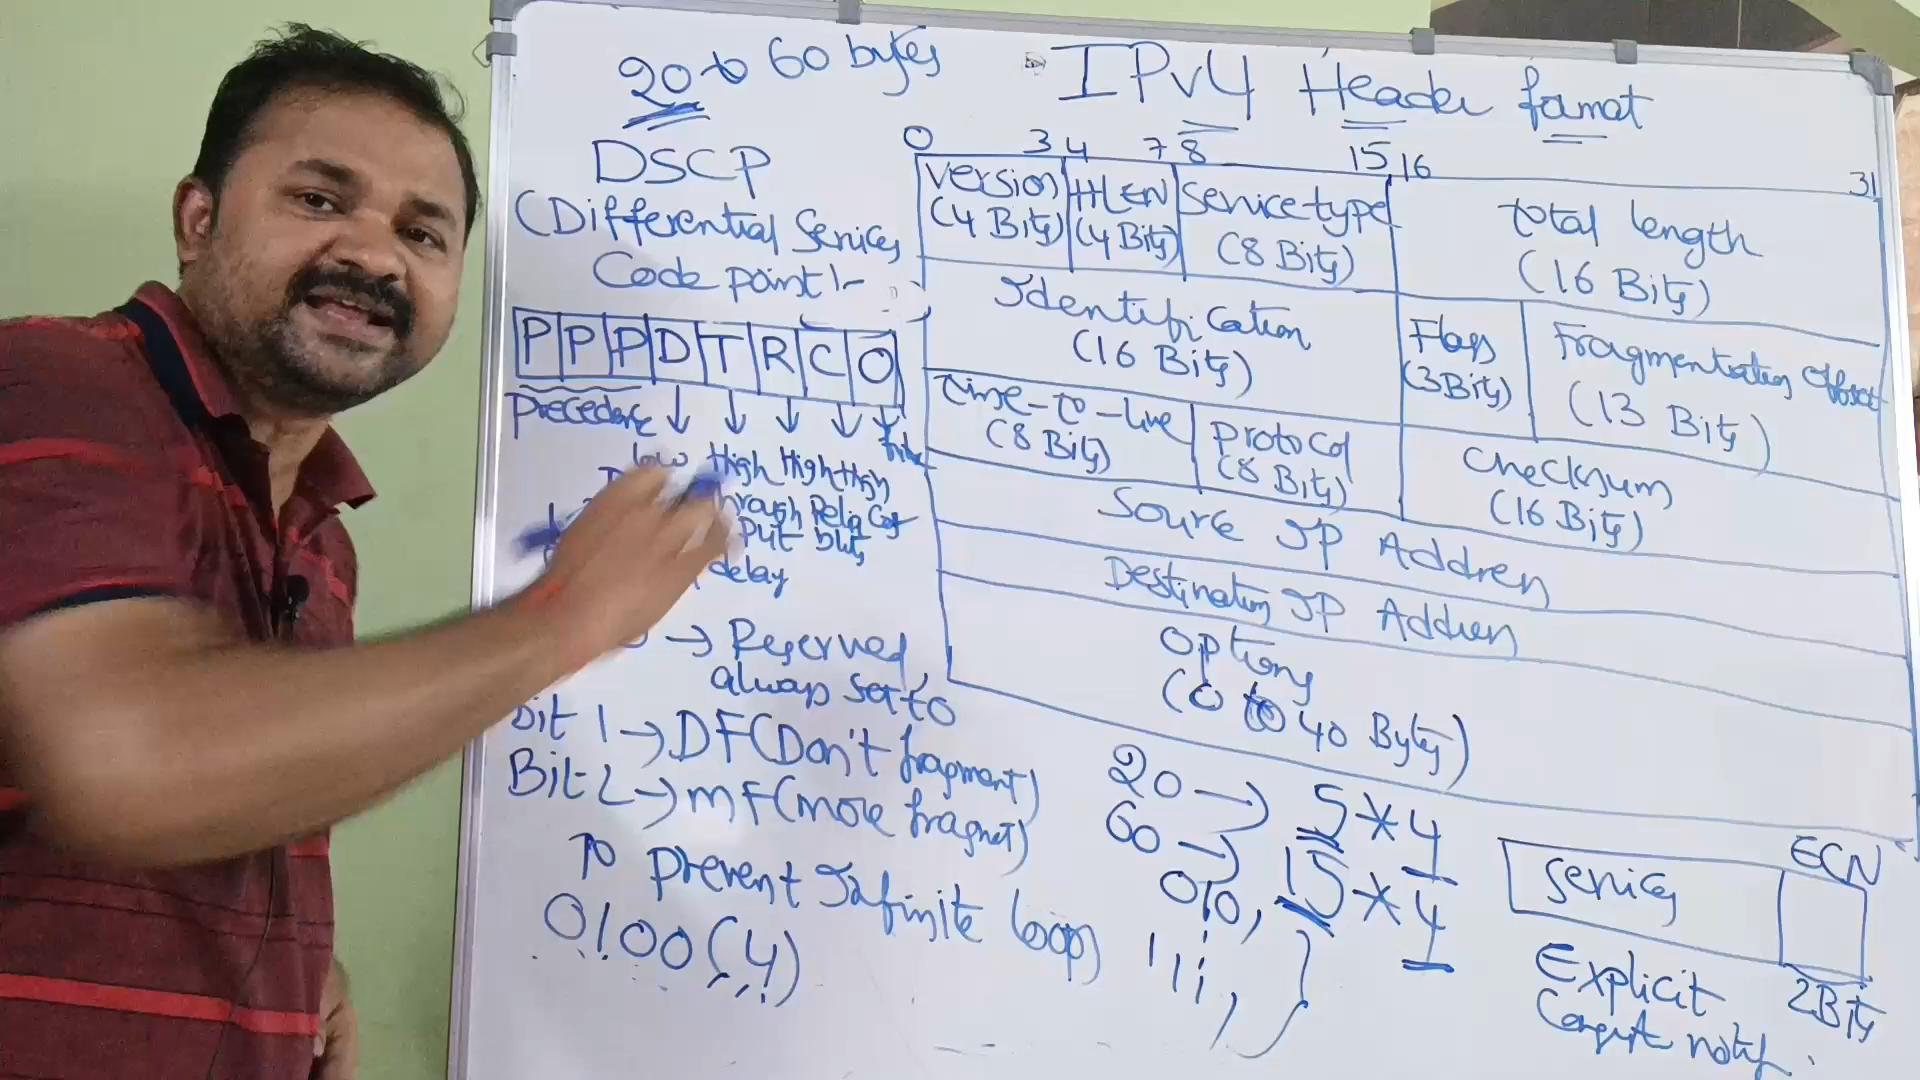 20 to 60 bytes
IPv4 Header format
DSCP
(Differential Services
Code point :-
P P P D T R C O
precedence
low High High High
delay
→ Reserved,
always set to 0
Bit 1 → DF (Don't fragment)
Bit 2 → MF (more fragmet)
To prevent Infinite loops
0100 (4)
0 3 4 7 8 15 16 31
version
(4 Bits)
HLEN
(4 Bits)
Service type
(8 Bits)
total length
(16 Bits)
Identification
(16 Bits)
Flags
(3 Bits)
Fragmentation offset
(13 Bits)
Time-to-live
(8 Bits)
protocol
(8 Bits)
checksum
(16 Bits)
Source IP Address
Destination IP Address
options
(0 to 40 Bytes)
20 → 5*4
60 → 15*4
Services
ECN
2 Bits
Explicit